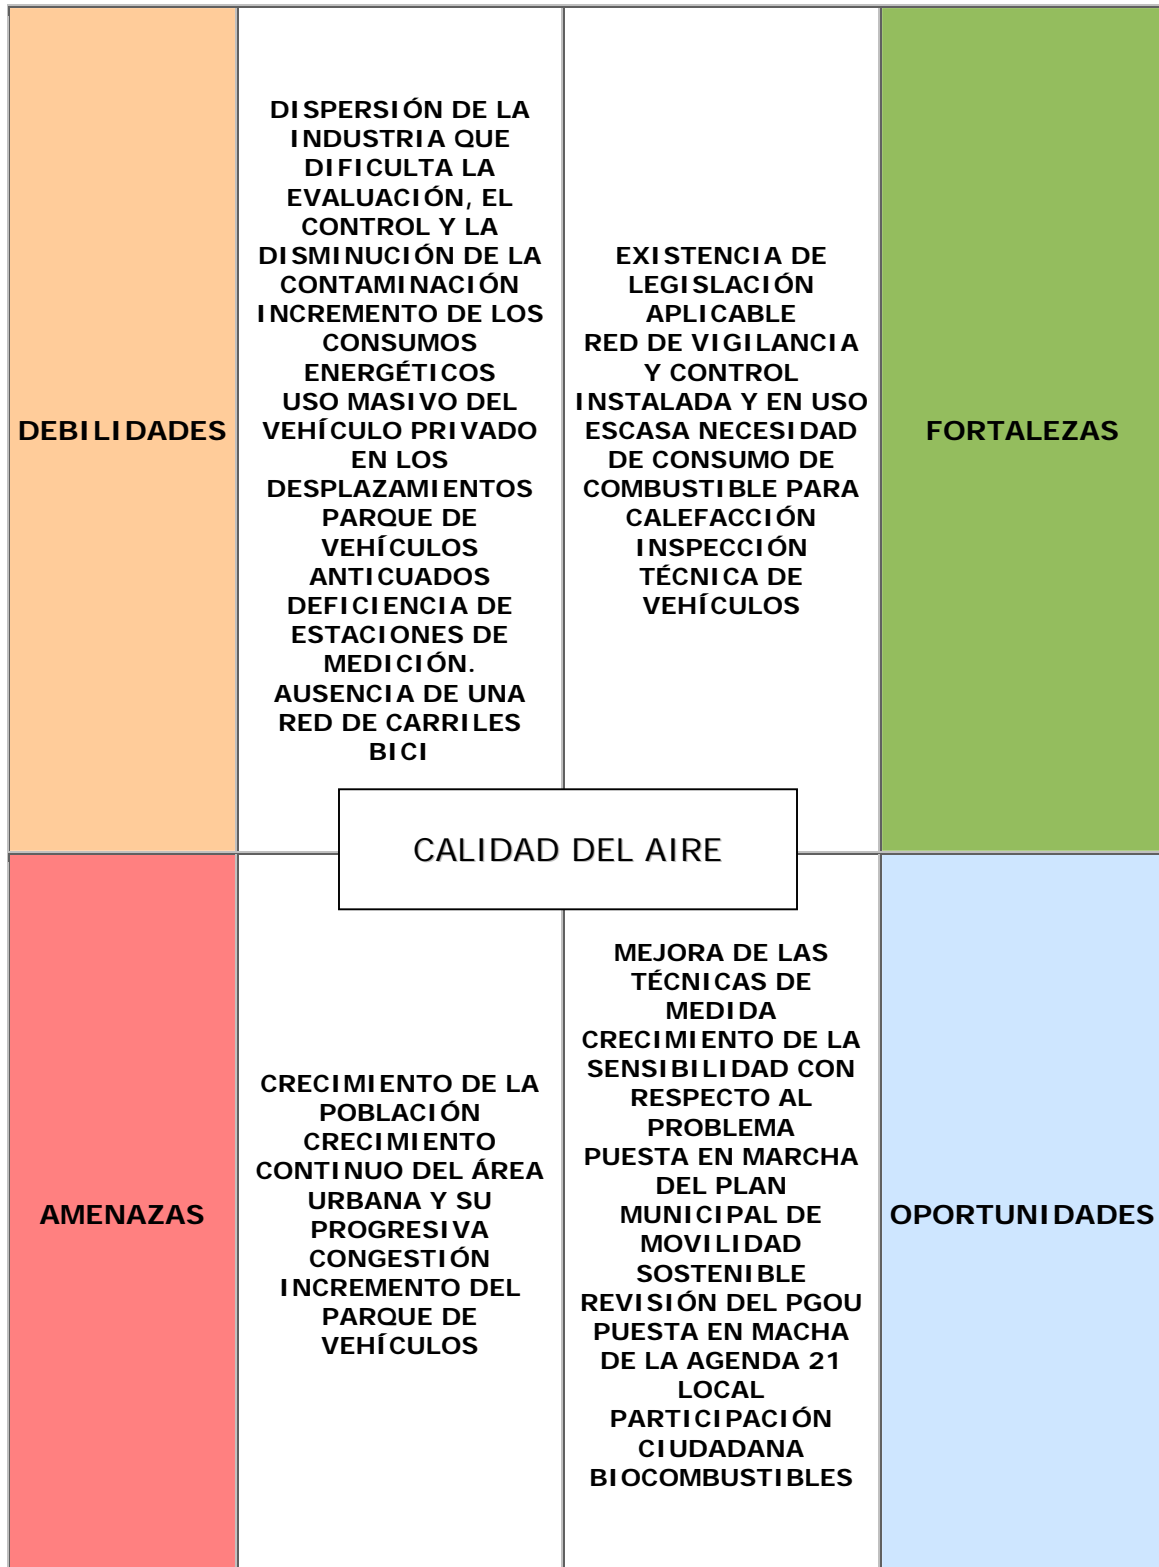 DEBILIDADES
DISPERSIÓN DE LA
INDUSTRIA QUE
DIFICULTA LA
EVALUACIÓN, EL
CONTROL Y LA
DISMINUCIÓN DE LA
CONTAMINACIÓN
INCREMENTO DE LOS
CONSUMOS
ENERGÉTICOS
USO MASIVO DEL
VEHÍCULO PRIVADO
EN LOS
DESPLAZAMIENTOS
PARQUE DE
VEHÍCULOS
ANTICUADOS
DEFICIENCIA DE
ESTACIONES DE
MEDICIÓN.
AUSENCIA DE UNA
RED DE CARRILES
BICI
EXISTENCIA DE
LEGISLACIÓN
APLICABLE
RED DE VIGILANCIA
Y CONTROL
INSTALADA Y EN USO
ESCASA NECESIDAD
DE CONSUMO DE
COMBUSTIBLE PARA
CALEFACCIÓN
INSPECCIÓN
TÉCNICA DE
VEHÍCULOS
FORTALEZAS
CALIDAD DEL AIRE
AMENAZAS
CRECIMIENTO DE LA
POBLACIÓN
CRECIMIENTO
CONTINUO DEL ÁREA
URBANA Y SU
PROGRESIVA
CONGESTIÓN
INCREMENTO DEL
PARQUE DE
VEHÍCULOS
MEJORA DE LAS
TÉCNICAS DE
MEDIDA
CRECIMIENTO DE LA
SENSIBILIDAD CON
RESPECTO AL
PROBLEMA
PUESTA EN MARCHA
DEL PLAN
MUNICIPAL DE
MOVILIDAD
SOSTENIBLE
REVISIÓN DEL PGOU
PUESTA EN MACHA
DE LA AGENDA 21
LOCAL
PARTICIPACIÓN
CIUDADANA
BIOCOMBUSTIBLES
OPORTUNIDADES